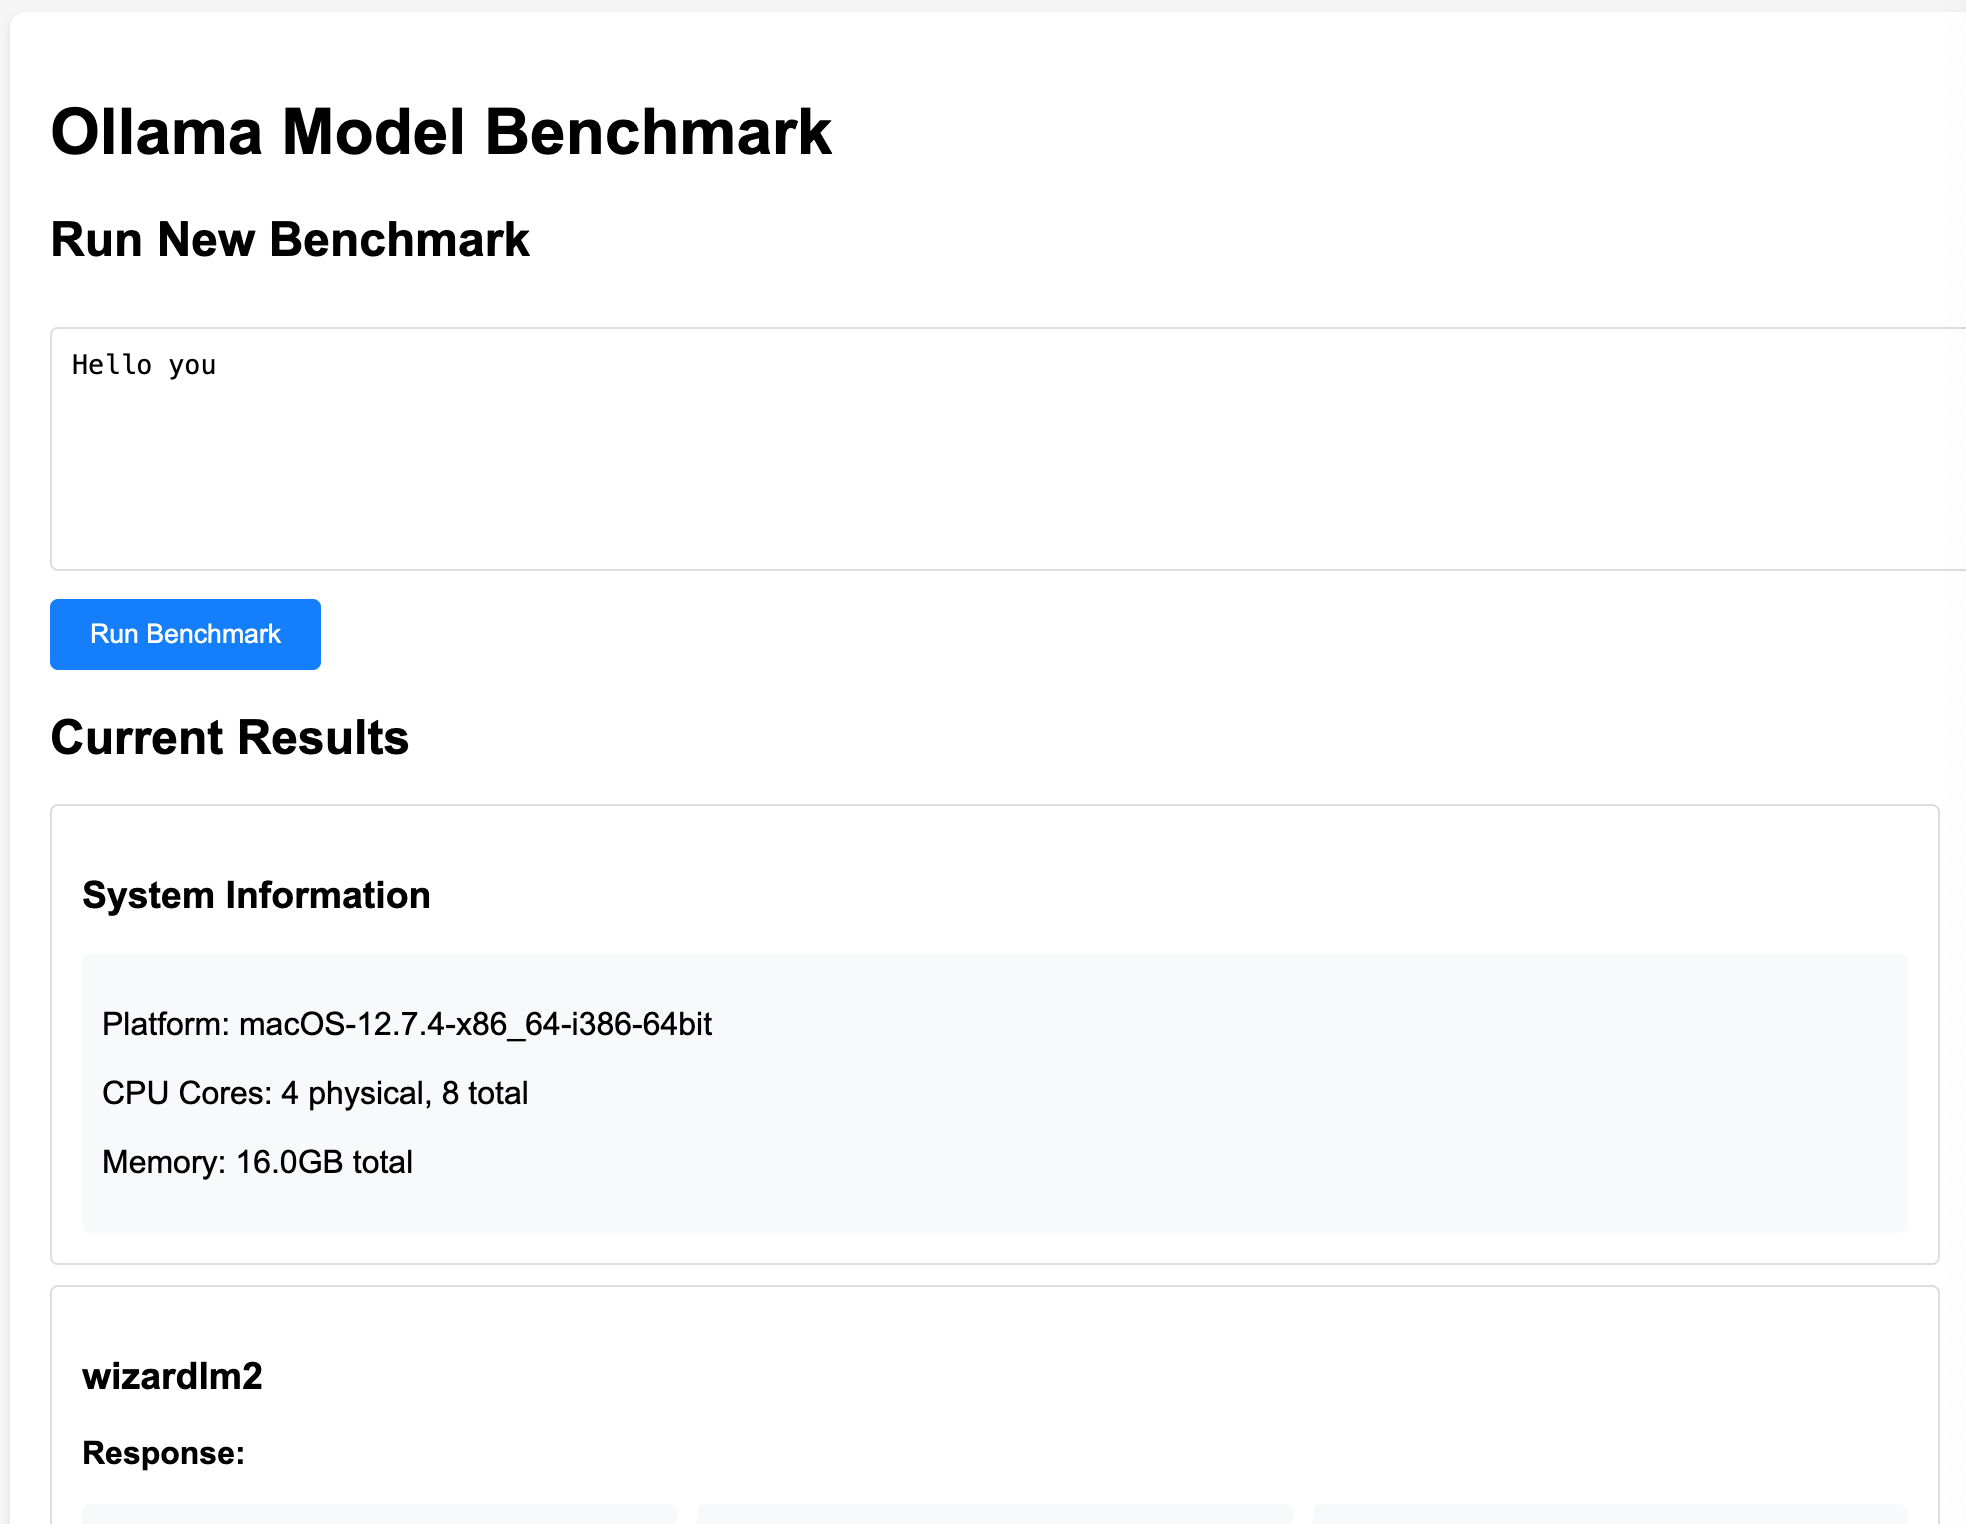 Ollama Model Benchmark
Run New Benchmark
Hello you
Run Benchmark
Current Results
System Information
Platform: macOS-12.7.4-x86_64-i386-64bit
CPU Cores: 4 physical, 8 total
Memory: 16.0GB total
wizardlm2
Response: